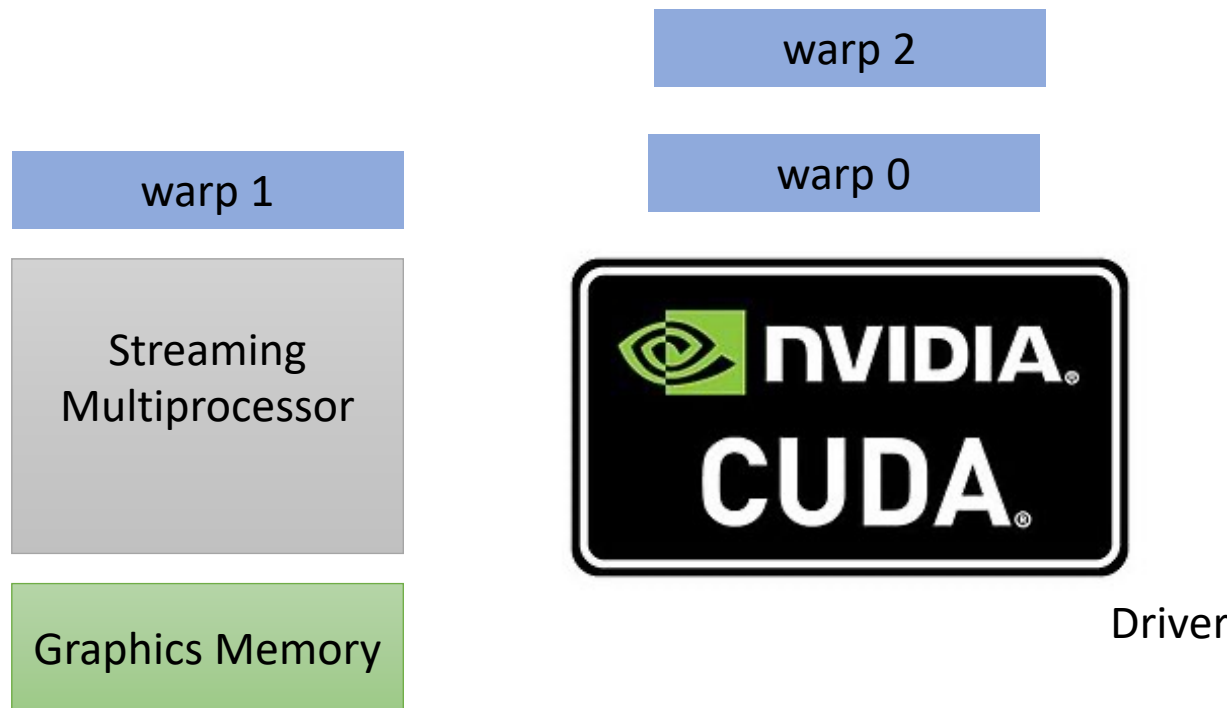 warp 2
warp 0
warp 1
Streaming
Multiprocessor
Graphics Memory
NVIDIA®
CUDA®
Driver